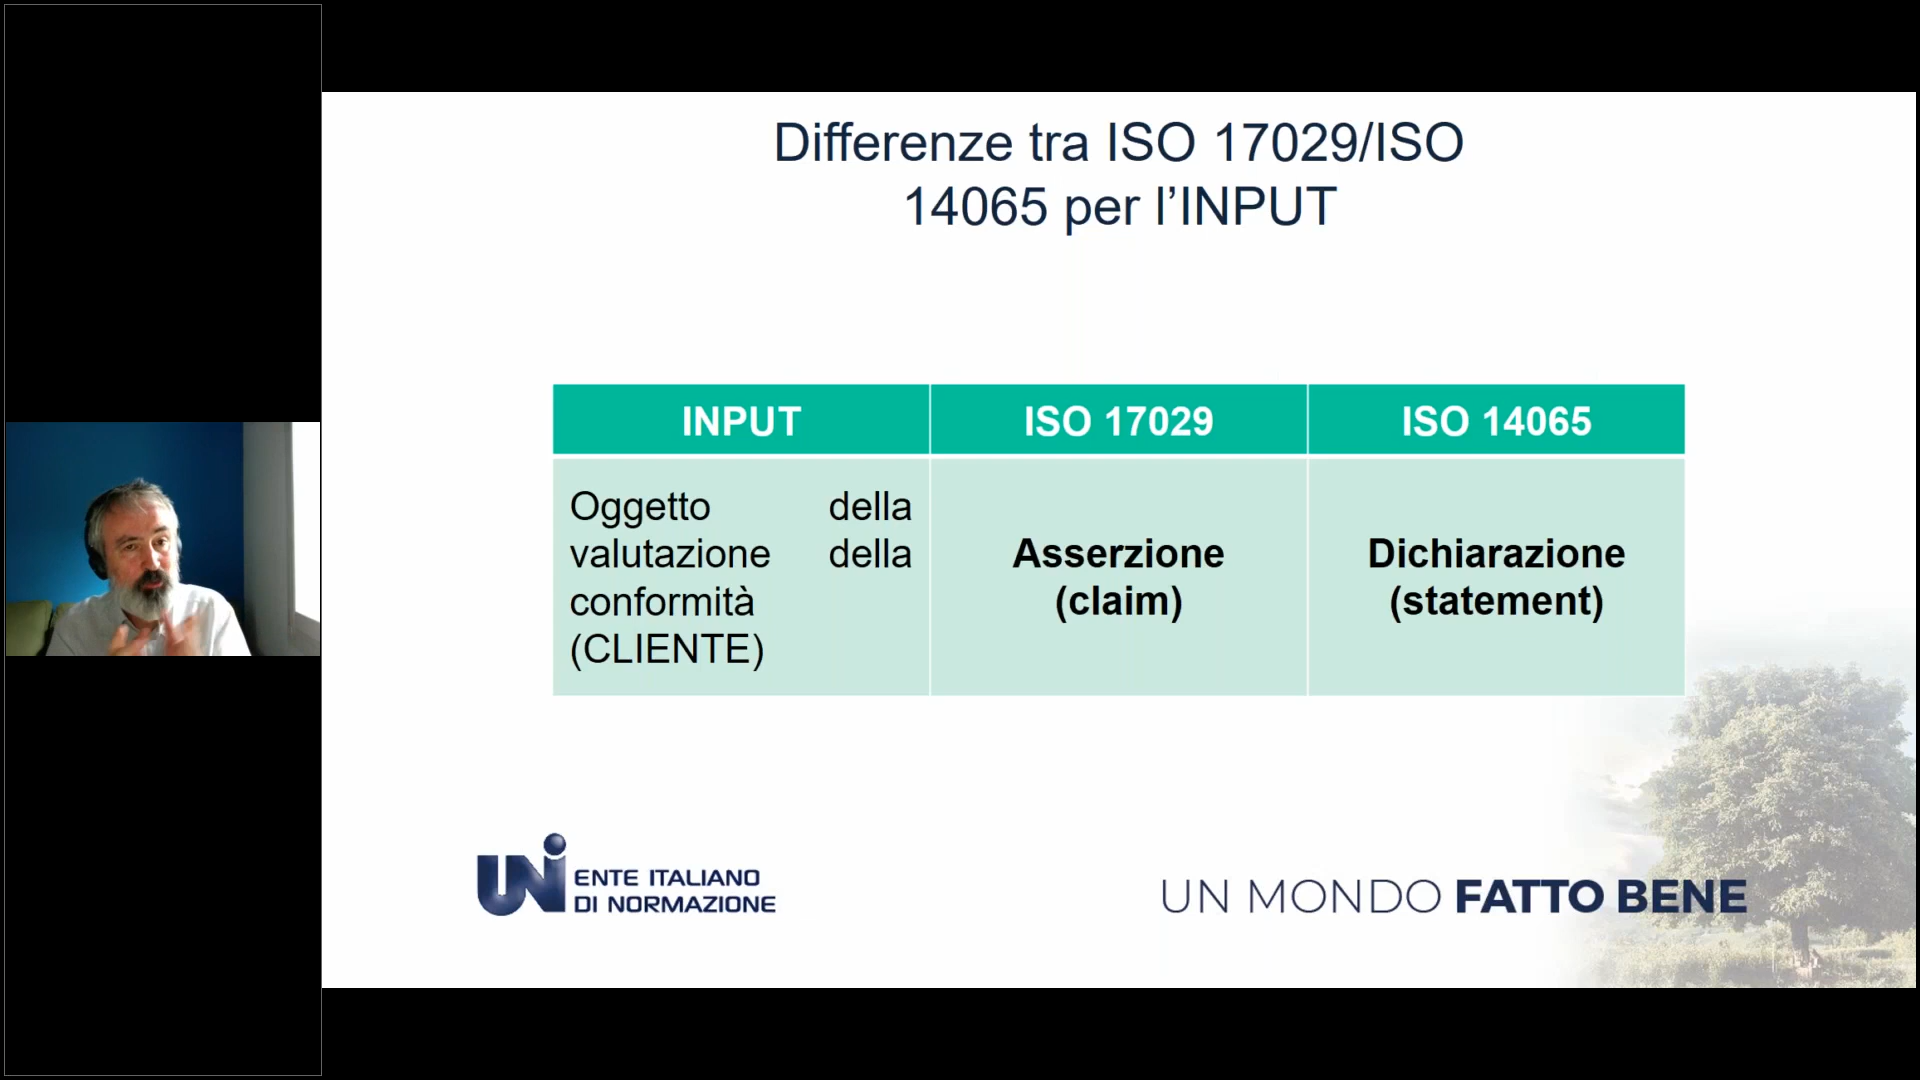 Differenze tra ISO 17029/ISO
14065 per l’INPUT
INPUT
ISO 17029
ISO 14065
Oggetto della
valutazione della
conformità
(CLIENTE)
Asserzione
(claim)
Dichiarazione
(statement)
UNI
ENTE ITALIANO
DI NORMAZIONE
UN MONDO FATTO BENE